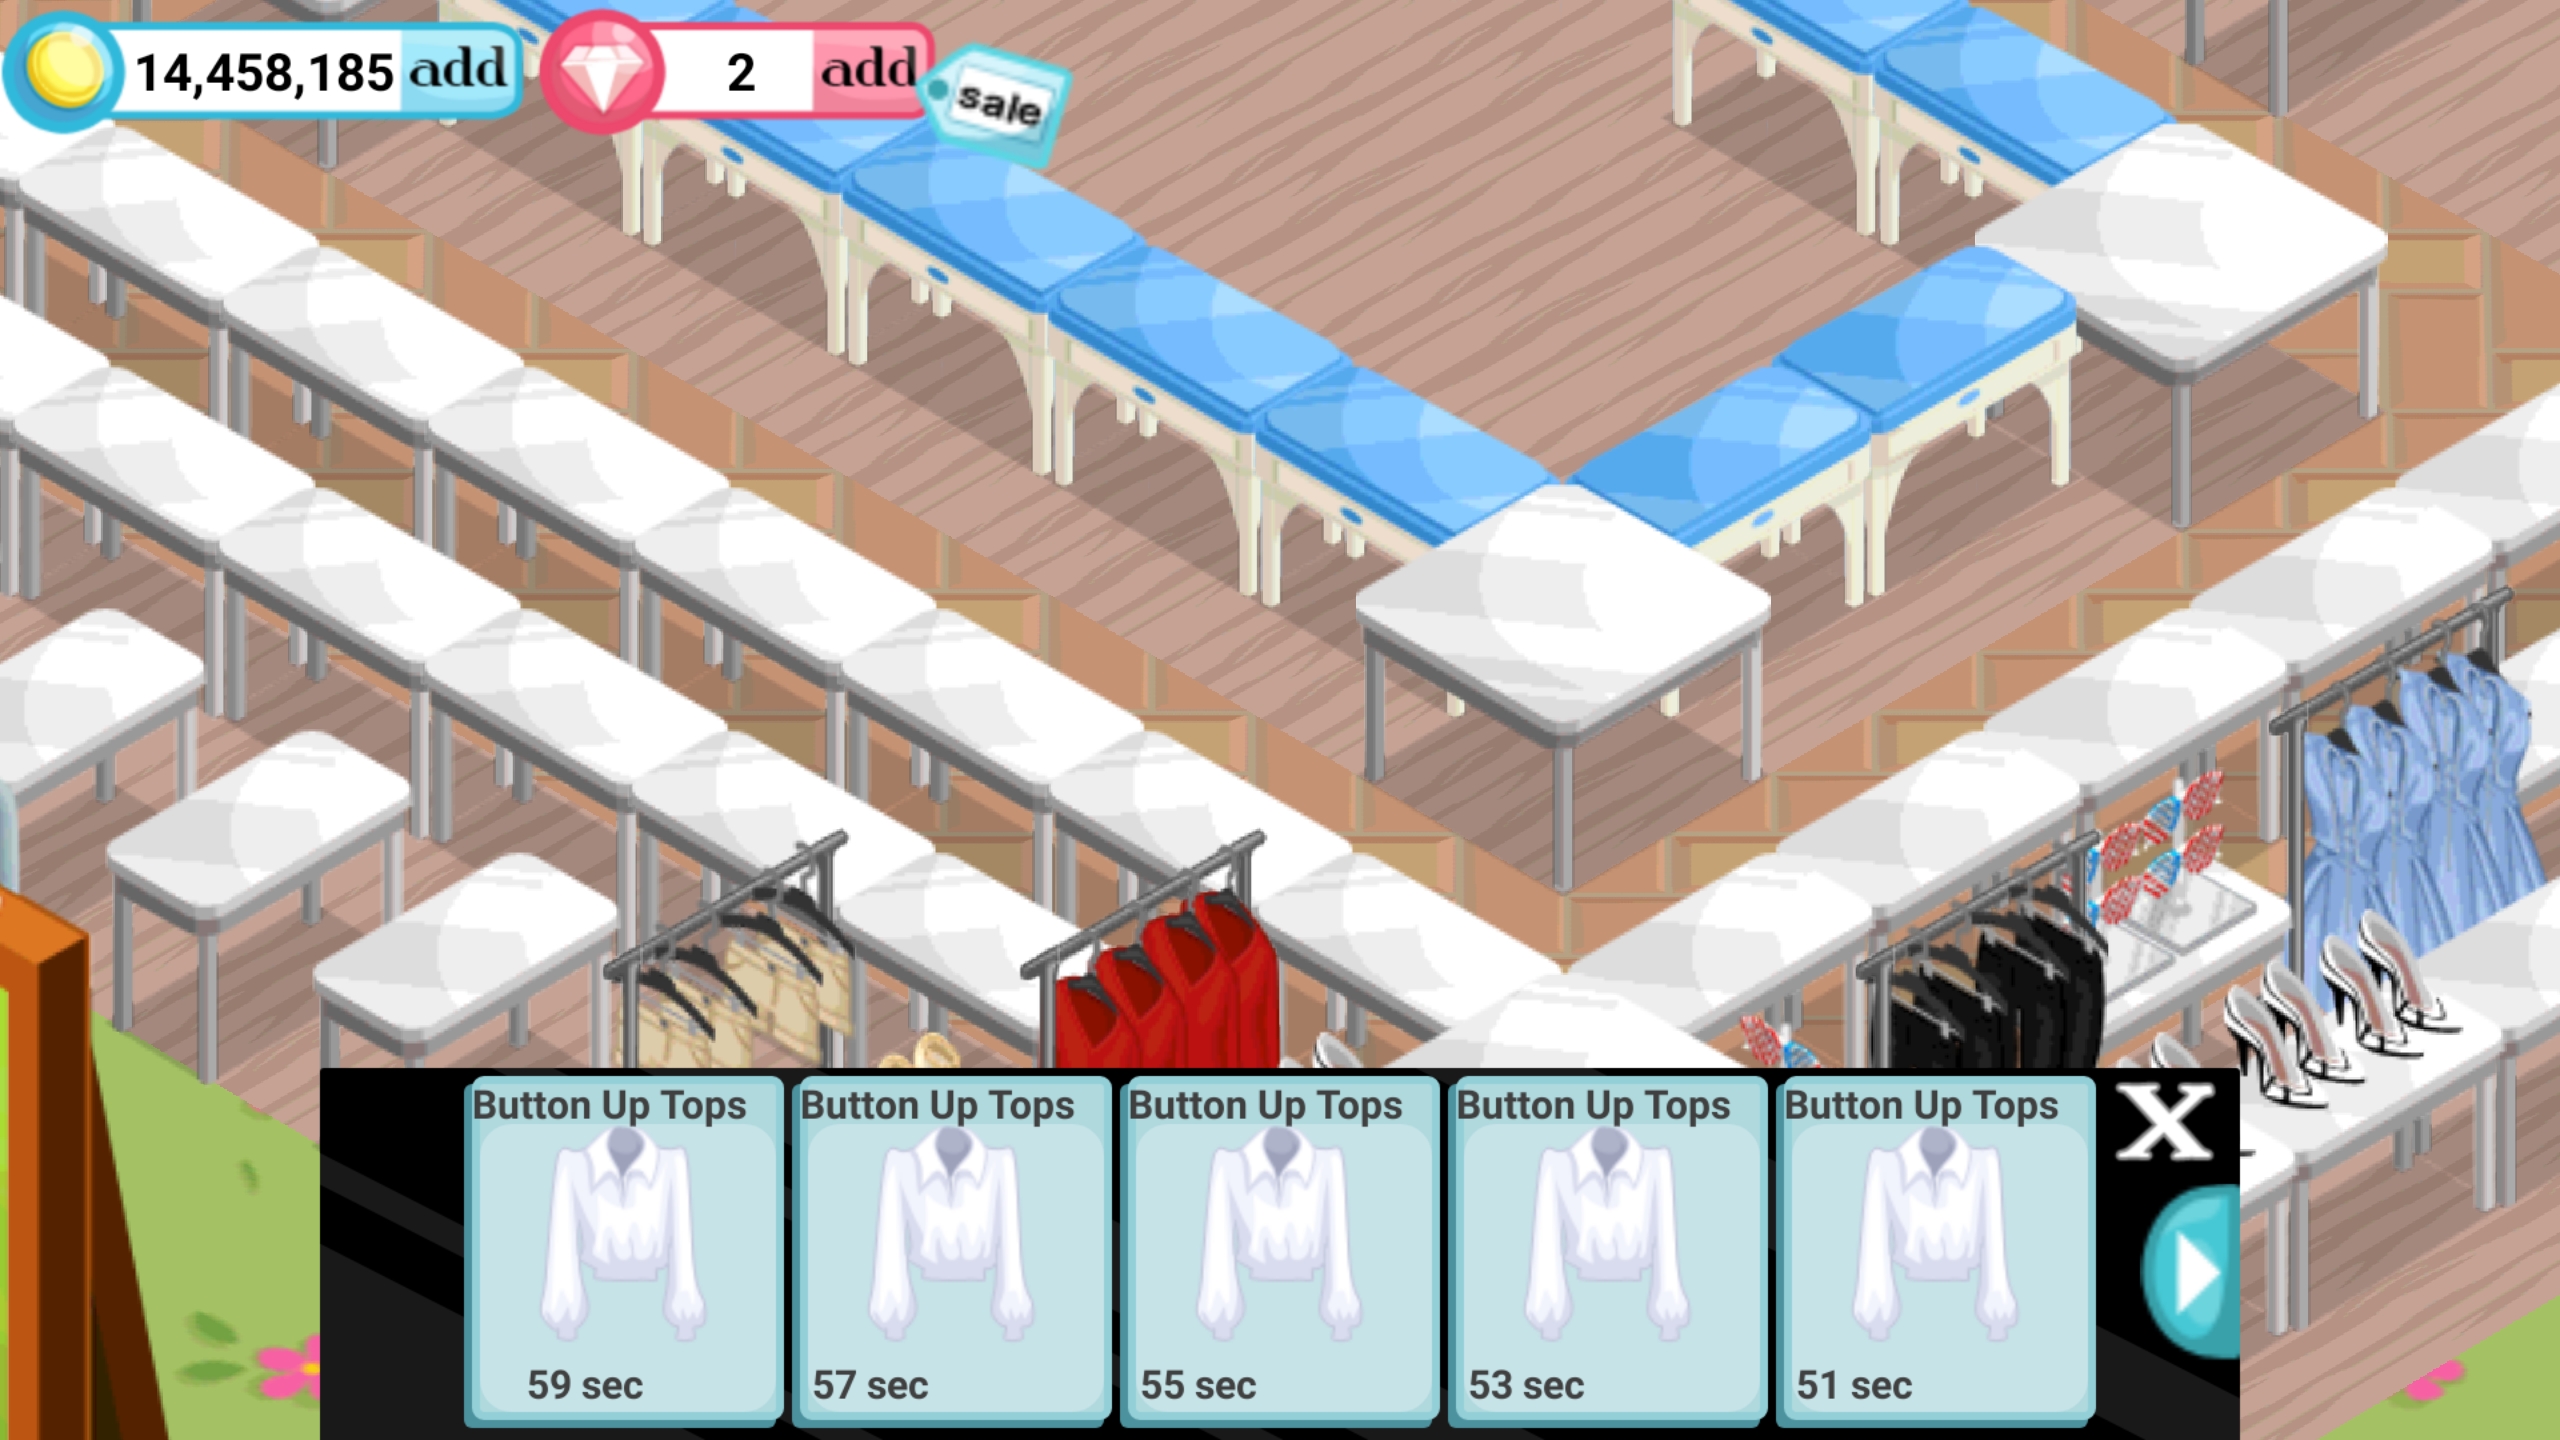 14,458,185 add
2 add
sale
Button Up Tops
59 sec
Button Up Tops
57 sec
Button Up Tops
55 sec
Button Up Tops
53 sec
Button Up Tops
51 sec
X